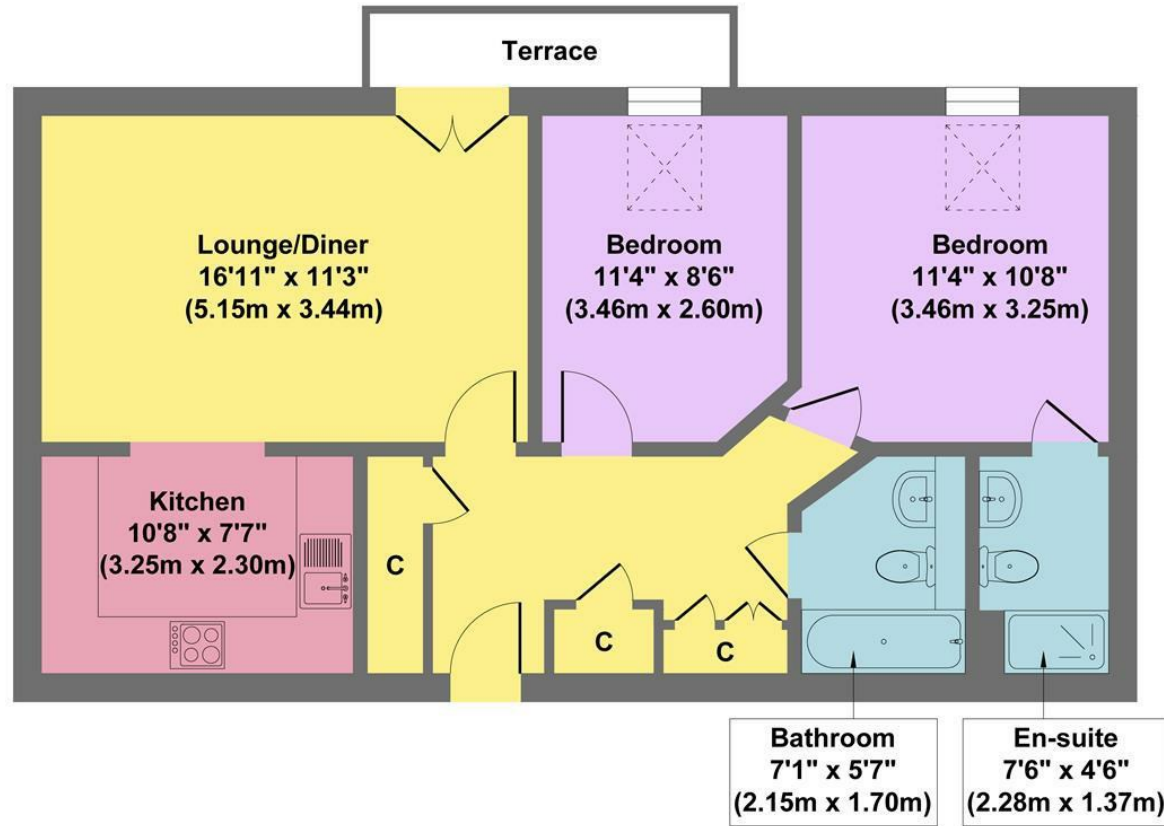 Terrace
Lounge/Diner
16'11" x 11'3"
(5.15m x 3.44m)
Bedroom
11'4" x 8'6"
(3.46m x 2.60m)
Bedroom
11'4" x 10'8"
(3.46m x 3.25m)
Kitchen
10'8" x 7'7"
(3.25m x 2.30m)
C
C
C
Bathroom
7'1" x 5'7"
(2.15m x 1.70m)
En-suite
7'6" x 4'6"
(2.28m x 1.37m)